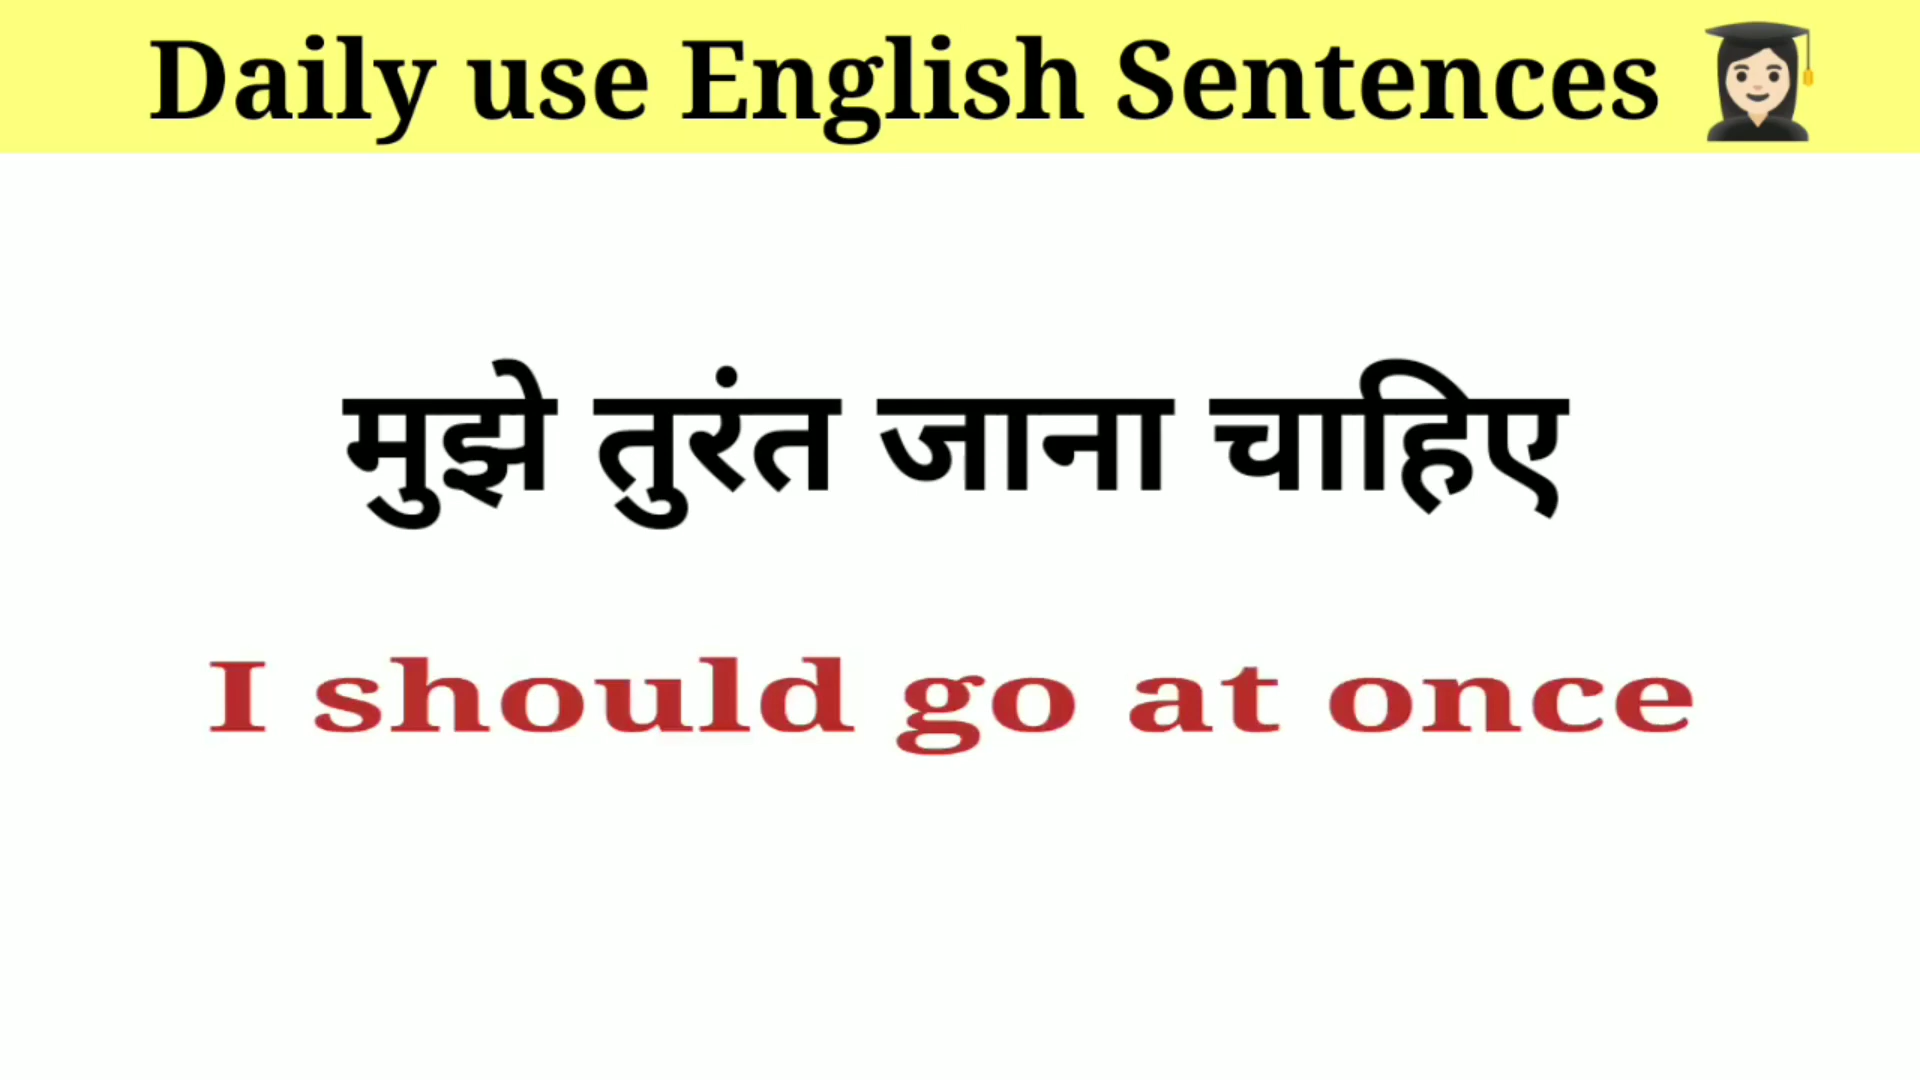 Daily use English Sentences
मुझे तुरंत जाना चाहिए
I should go at once